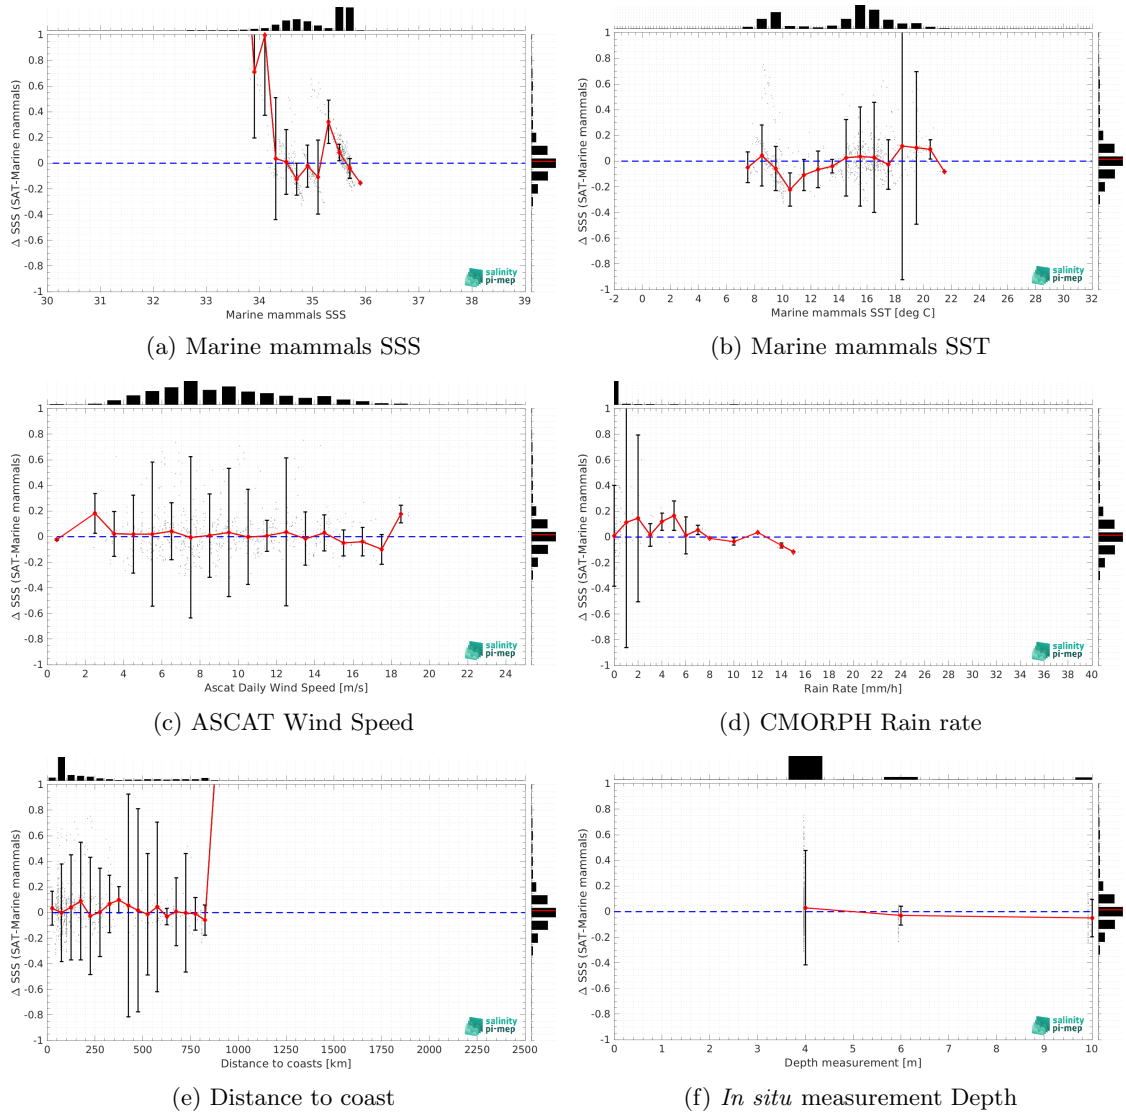 1
0.8
0.6
0.4
0.2
0
-0.2
-0.4
-0.6
-0.8
-1
Δ SSS (SAT-Marine mammals)
30 31 32 33 34 35 36 37 38 39
Marine mammals SSS
salinity
pi-mep
(a) Marine mammals SSS
1
0.8
0.6
0.4
0.2
0
-0.2
-0.4
-0.6
-0.8
-1
Δ SSS (SAT-Marine mammals)
-2 0 2 4 6 8 10 12 14 16 18 20 22 24 26 28 30 32
Marine mammals SST [deg C]
salinity
pi-mep
(b) Marine mammals SST
1
0.8
0.6
0.4
0.2
0
-0.2
-0.4
-0.6
-0.8
-1
Δ SSS (SAT-Marine mammals)
0 2 4 6 8 10 12 14 16 18 20 22 24
Ascat Daily Wind Speed [m/s]
salinity
pi-mep
(c) ASCAT Wind Speed
1
0.8
0.6
0.4
0.2
0
-0.2
-0.4
-0.6
-0.8
-1
Δ SSS (SAT-Marine mammals)
0 2 4 6 8 10 12 14 16 18 20 22 24 26 28 30 32 34 36 38 40
Rain Rate [mm/h]
salinity
pi-mep
(d) CMORPH Rain rate
1
0.8
0.6
0.4
0.2
0
-0.2
-0.4
-0.6
-0.8
-1
Δ SSS (SAT-Marine mammals)
0 250 500 750 1000 1250 1500 1750 2000 2250 2500
Distance to coasts [km]
salinity
pi-mep
(e) Distance to coast
1
0.8
0.6
0.4
0.2
0
-0.2
-0.4
-0.6
-0.8
-1
Δ SSS (SAT-Marine mammals)
0 1 2 3 4 5 6 7 8 9 10
Depth measurement [m]
salinity
pi-mep
(f) In situ measurement Depth